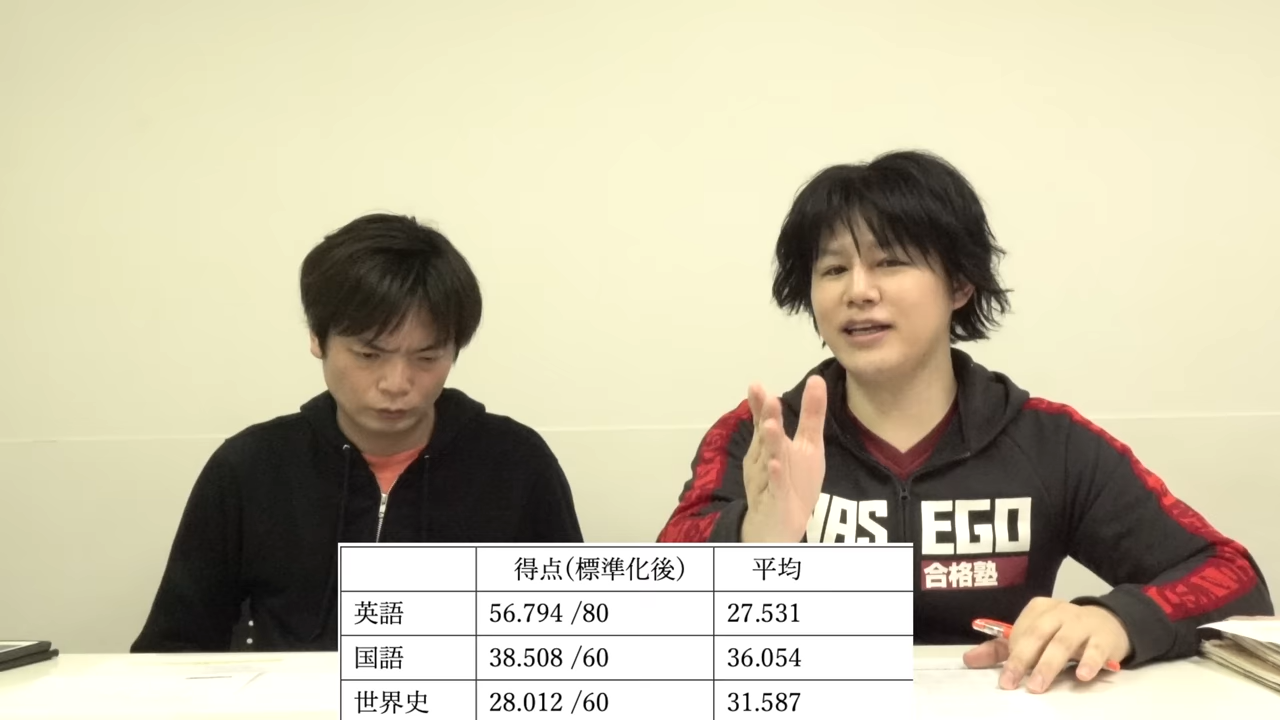 WAS EGO
合格塾
得点(標準化後) 平均
英語 56.794 /80 27.531
国語 38.508 /60 36.054
世界史 28.012 /60 31.587